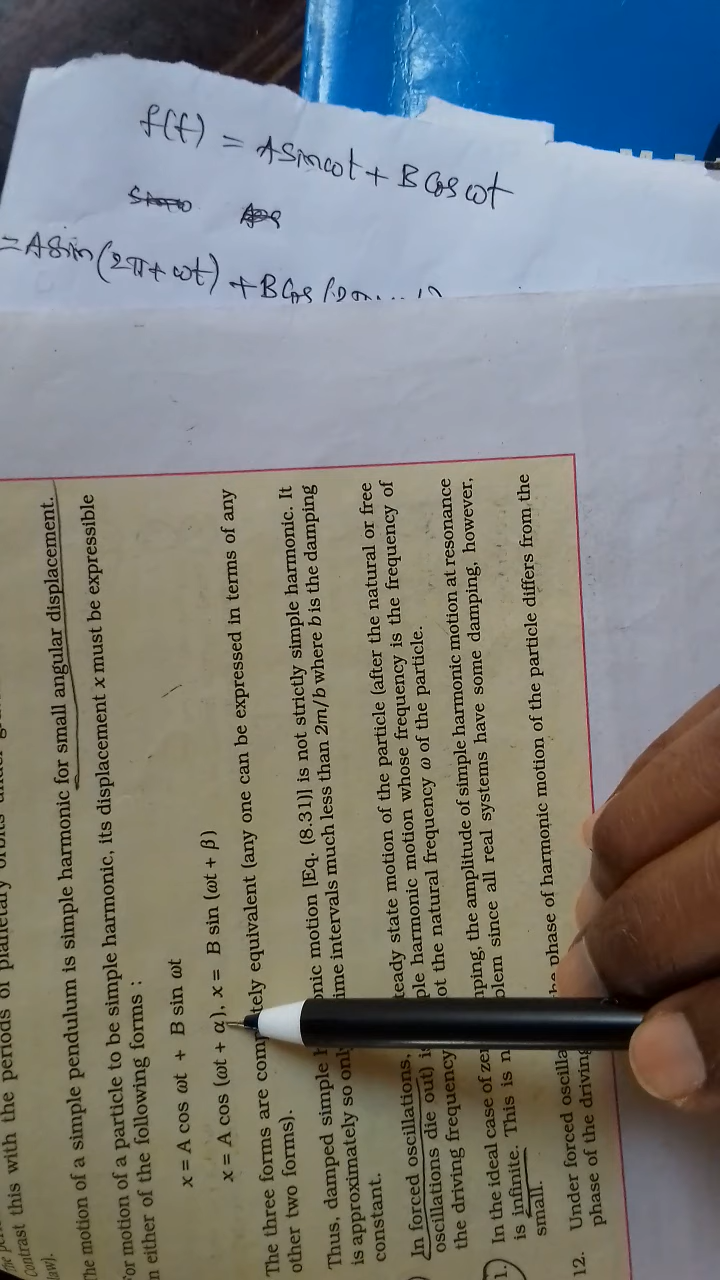 f(t) = A Sin ωt + B Cos ωt
= A Sin (2π + ωt) + B Cos
Contrast this with the periods of planetary orbits under
law).
The motion of a simple pendulum is simple harmonic for small angular displacement.
For motion of a particle to be simple harmonic, its displacement x must be expressible
in either of the following forms :
x = A cos ωt + B sin ωt
x = A cos (ωt + α), x = B sin (ωt + β)
The three forms are completely equivalent (any one can be expressed in terms of any
other two forms).
Thus, damped simple harmonic motion [Eq. (8.31)] is not strictly simple harmonic. It
is approximately so only time intervals much less than 2m/b where b is the damping
constant.
In forced oscillations, steady state motion of the particle (after the natural or free
oscillations die out) is ple harmonic motion whose frequency is the frequency of
the driving frequency ot the natural frequency ω of the particle.
In the ideal case of zero mping, the amplitude of simple harmonic motion at resonance
is infinite. This is n blem since all real systems have some damping, however,
small.
12. Under forced oscilla he phase of harmonic motion of the particle differs from the
phase of the driving